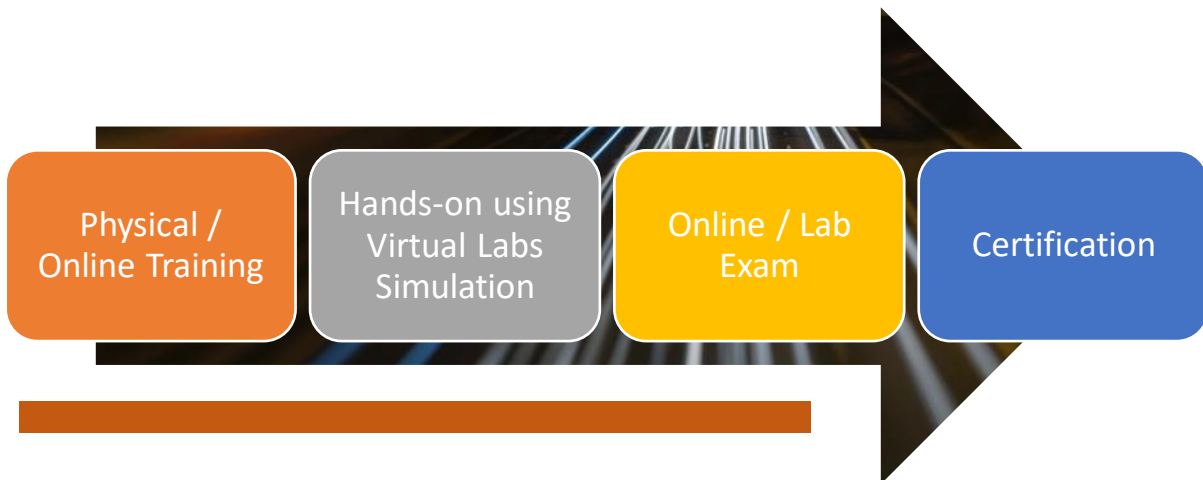 Physical /
Online Training
Hands-on using
Virtual Labs
Simulation
Online / Lab
Exam
Certification